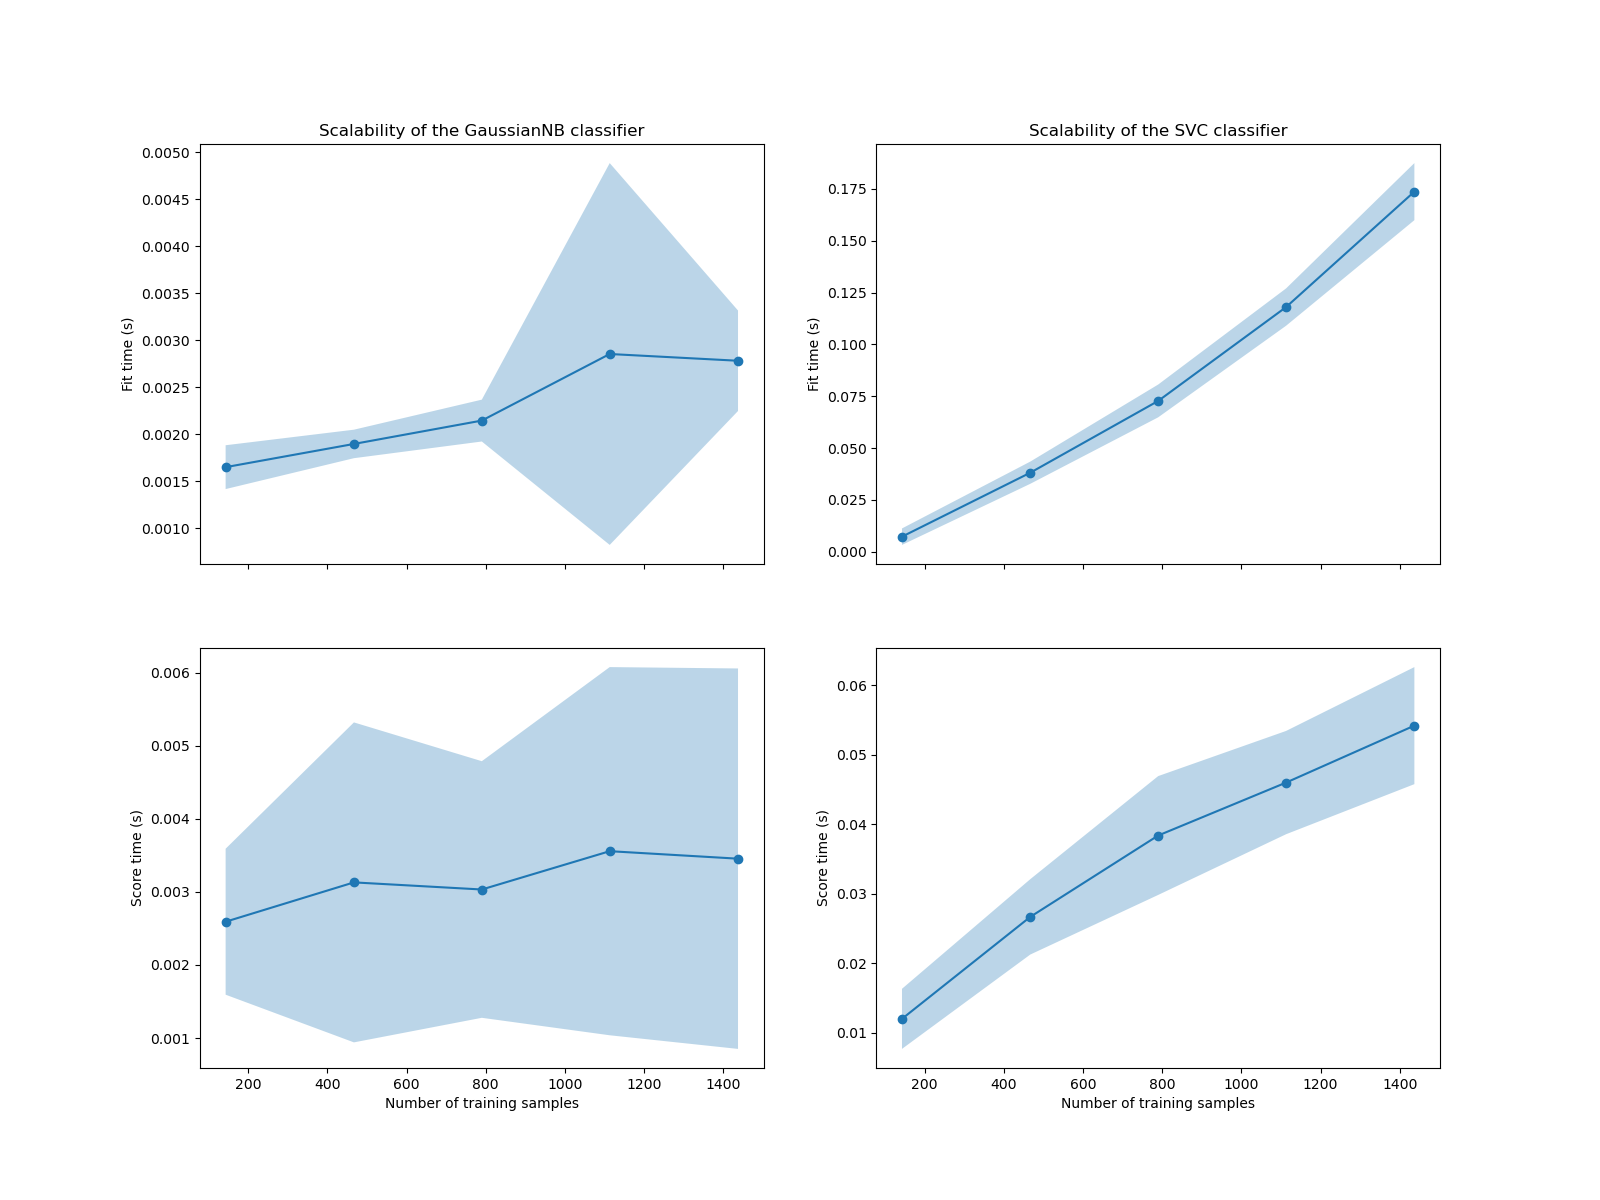 Scalability of the GaussianNB classifier
0.0050
0.0045
0.0040
0.0035
0.0030
0.0025
0.0020
0.0015
0.0010
Fit time (s)
Scalability of the SVC classifier
0.175
0.150
0.125
0.100
0.075
0.050
0.025
0.000
Fit time (s)
0.006
0.005
0.004
0.003
0.002
0.001
Score time (s)
200 400 600 800 1000 1200 1400
Number of training samples
0.06
0.05
0.04
0.03
0.02
0.01
Score time (s)
200 400 600 800 1000 1200 1400
Number of training samples